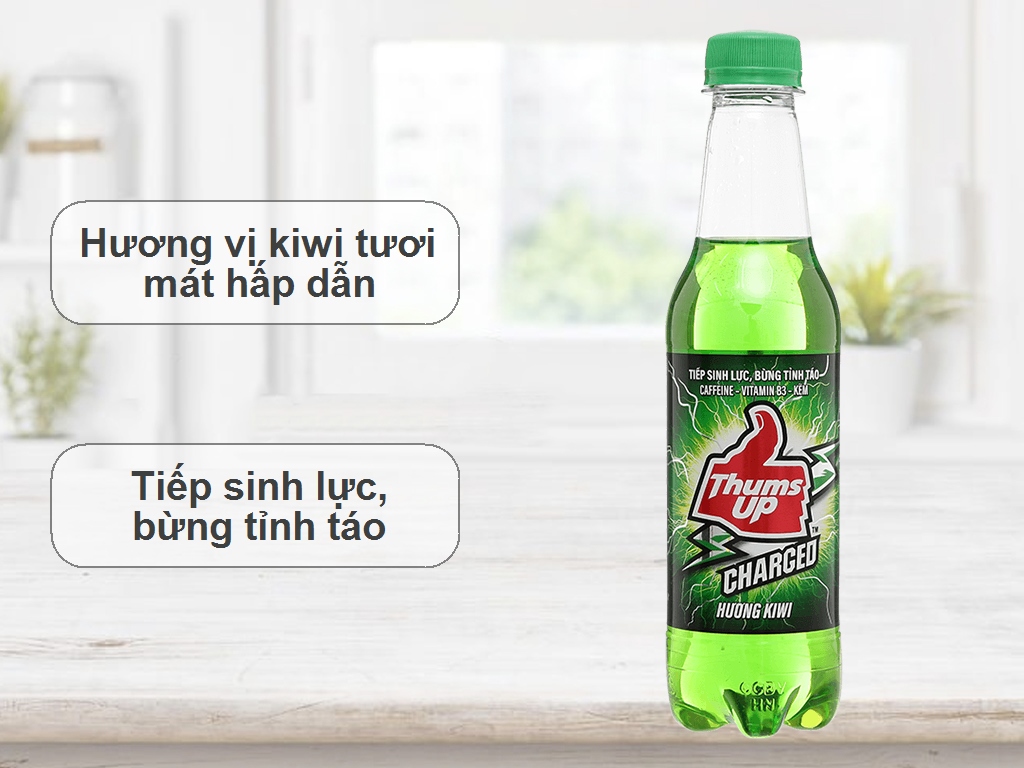 Hương vị kiwi tươi
mát hấp dẫn
Tiếp sinh lực,
bừng tỉnh táo
TIẾP SINH LỰC, BỪNG TỈNH TÁO
CAFFEINE - VITAMIN B3 - KẼM
Thums
UP
TM
CHARGED
HƯƠNG KIWI